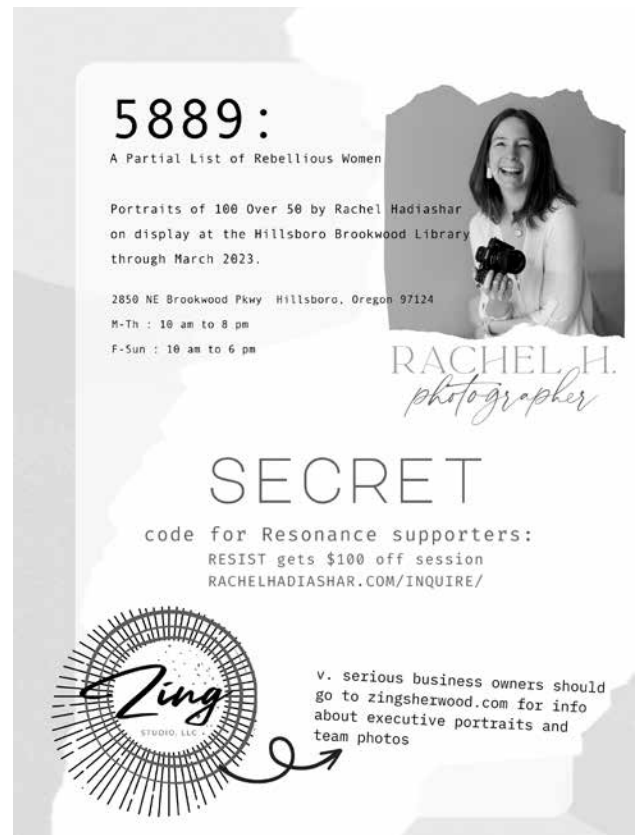 5889:
A Partial List of Rebellious Women
Portraits of 100 Over 50 by Rachel Hadiashar
on display at the Hillsboro Brookwood Library
through March 2023.
2850 NE Brookwood Pkwy Hillsboro, Oregon 97124
M-Th : 10 am to 8 pm
F-Sun : 10 am to 6 pm
RACHEL H.
photographer
SECRET
code for Resonance supporters:
RESIST gets $100 off session
RACHELHADIASHAR.COM/INQUIRE/
Zing
STUDIO, LLC
v. serious business owners should
go to zingsherwood.com for info
about executive portraits and
team photos